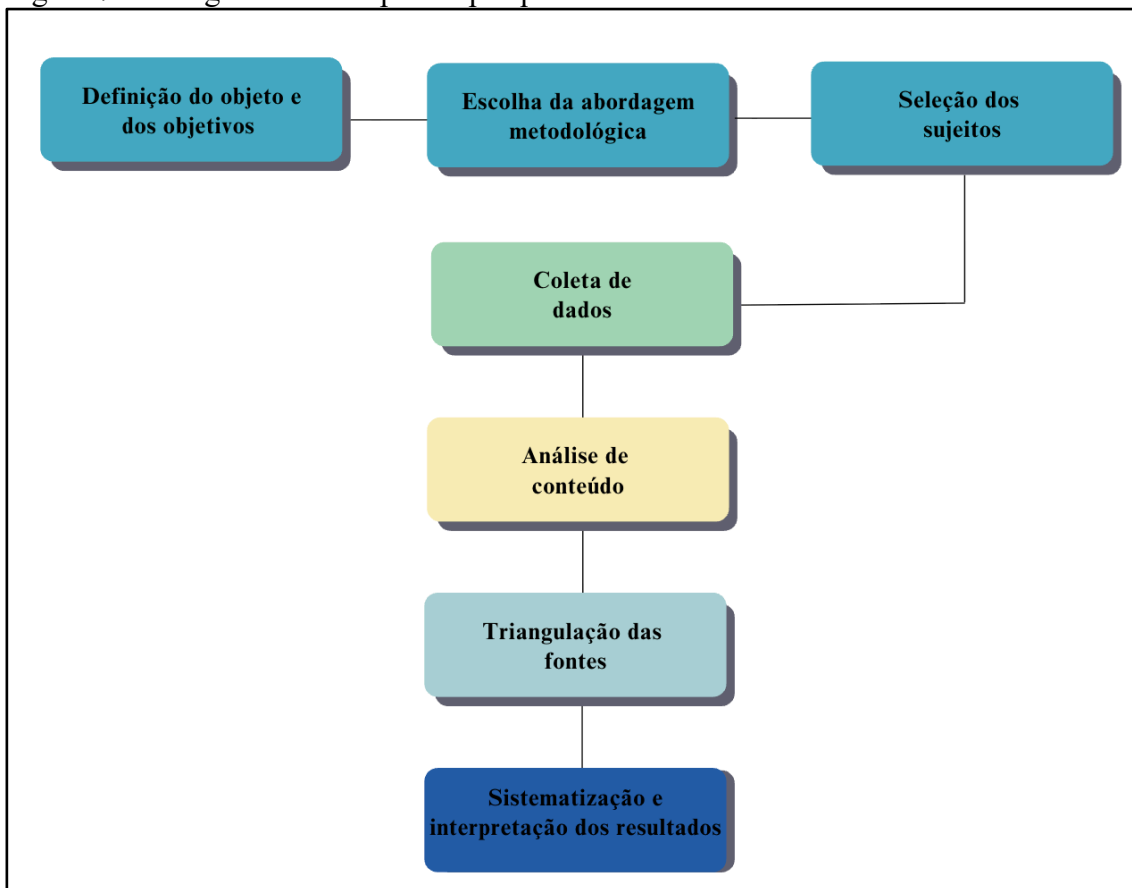 Definição do objeto e
dos objetivos
Escolha da abordagem
metodológica
Seleção dos
sujeitos
Coleta de
dados
Análise de
conteúdo
Triangulação das
fontes
Sistematização e
interpretação dos resultados